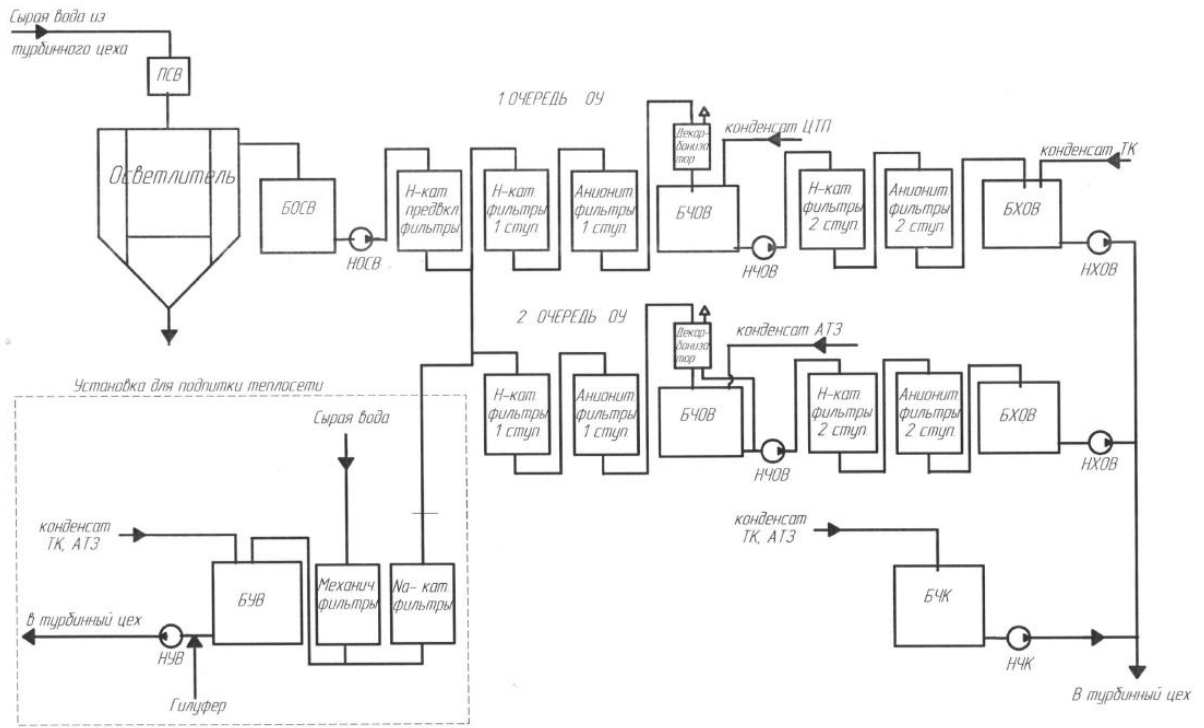 Сырая вода из
турбинного цеха
ПСВ
Осветлитель
БОСВ
НОСВ
1 ОЧЕРЕДЬ ОУ
Н-кат.
предвкл.
фильтры
Н-кат.
фильтры
1 ступ.
Анионит.
фильтры
1 ступ.
Декар-
бониза
тор
конденсат ЦТП
БЧОВ
НЧОВ
Н-кат.
фильтры
2 ступ.
Анионит.
фильтры
2 ступ.
конденсат ТК
БХОВ
НХОВ
2 ОЧЕРЕДЬ ОУ
Н-кат.
фильтры
1 ступ.
Анионит.
фильтры
1 ступ.
Декар-
бониза
тор
конденсат АТЗ
БЧОВ
НЧОВ
Н-кат.
фильтры
2 ступ.
Анионит.
фильтры
2 ступ.
БХОВ
НХОВ
Установка для подпитки теплосети
Сырая вода
конденсат
ТК, АТЗ
БУВ
Механич.
фильтры
Na- кат.
фильтры
в турбинный цех
НУВ
Гилуфер
конденсат
ТК, АТЗ
БЧК
НЧК
В турбинный цех